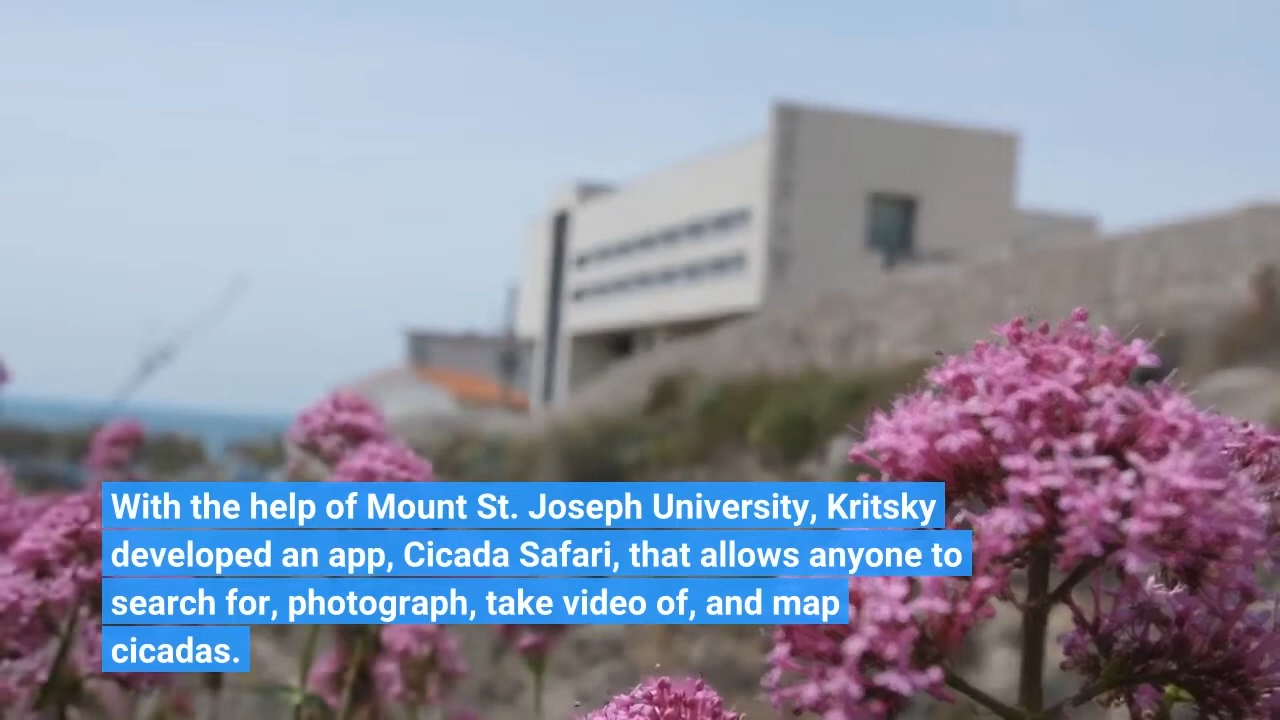 With the help of Mount St. Joseph University, Kritsky
developed an app, Cicada Safari, that allows anyone to
search for, photograph, take video of, and map
cicadas.